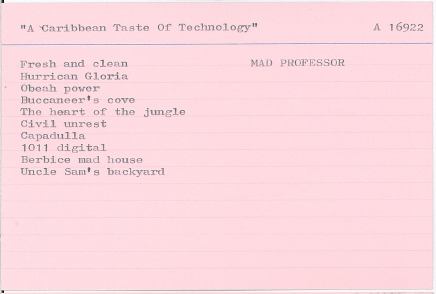 "A Caribbean Taste Of Technology" A 16922
Fresh and clean MAD PROFESSOR
Hurrican Gloria
Obeah power
Buccaneer's cove
The heart of the jungle
Civil unrest
Capadulla
1011 digital
Berbice mad house
Uncle Sam's backyard